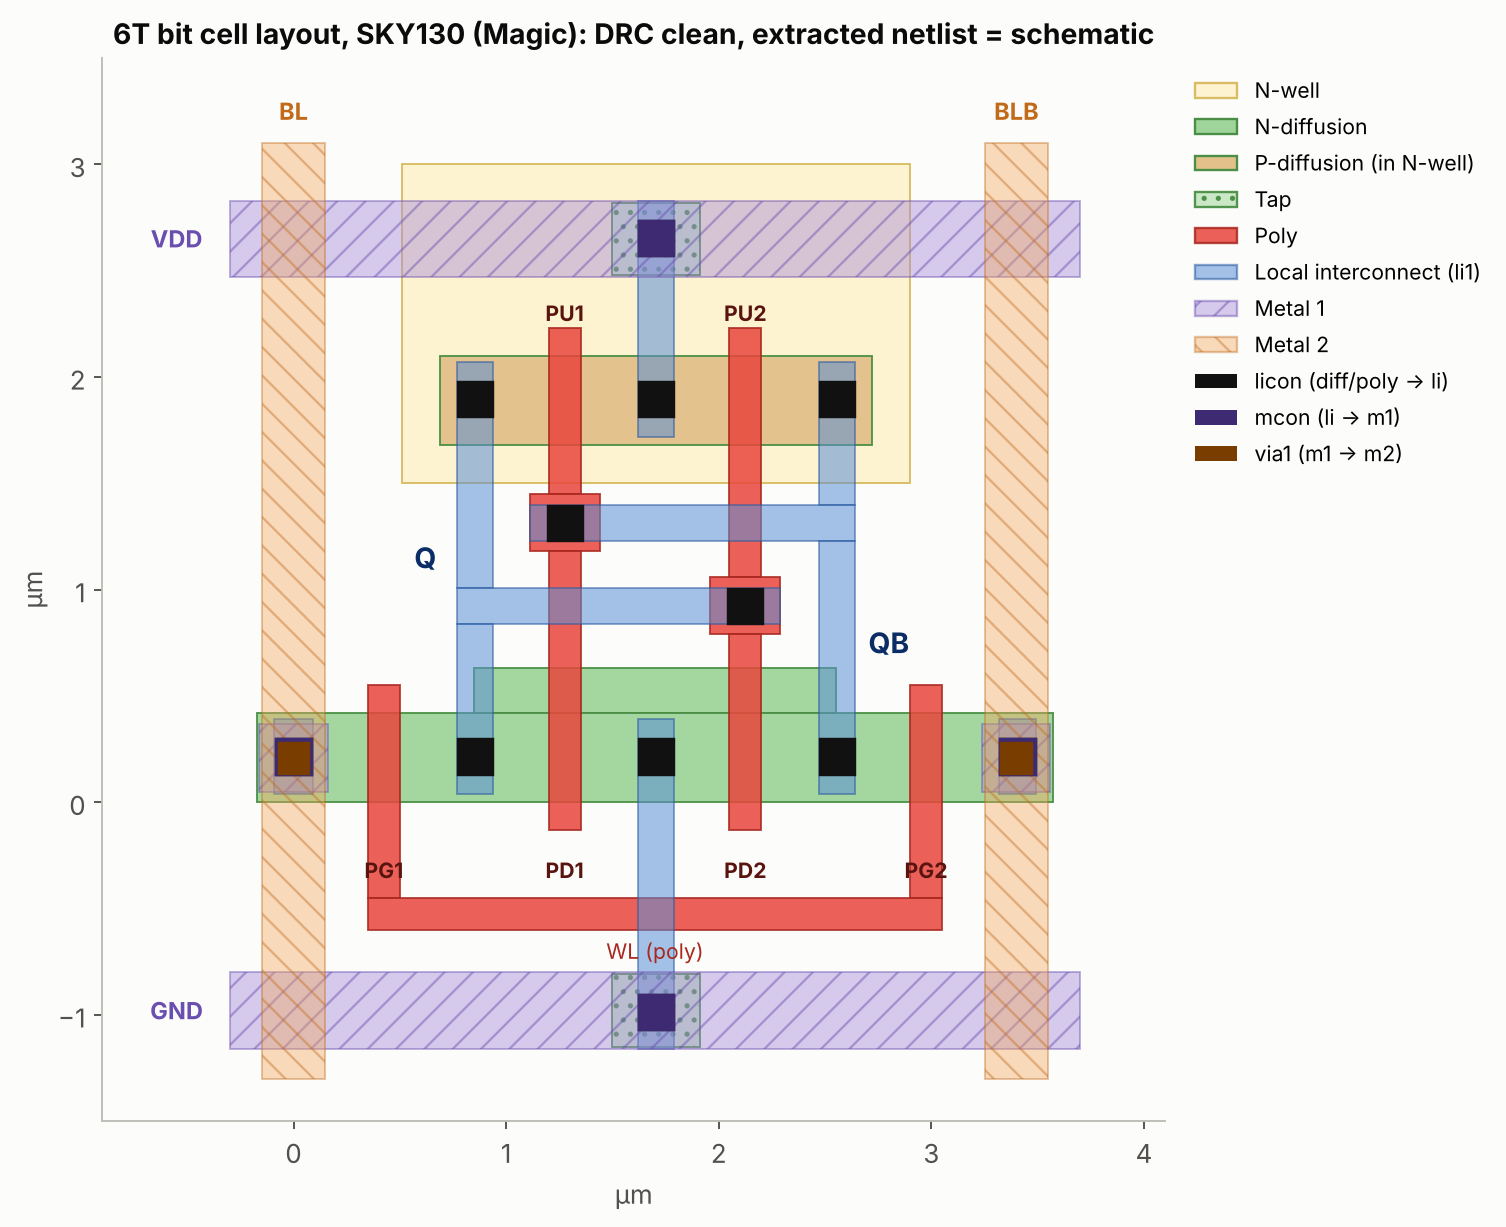 6T bit cell layout, SKY130 (Magic): DRC clean, extracted netlist = schematic
BL
BLB
N-well
N-diffusion
P-diffusion (in N-well)
Tap
Poly
Local interconnect (li1)
Metal 1
Metal 2
licon (diff/poly → li)
mcon (li → m1)
via1 (m1 → m2)
3
VDD
PU1
PU2
2
Q
1
µm
QB
0
PG1
PD1
PD2
PG2
WL (poly)
GND
−1
0
1
2
3
4
µm